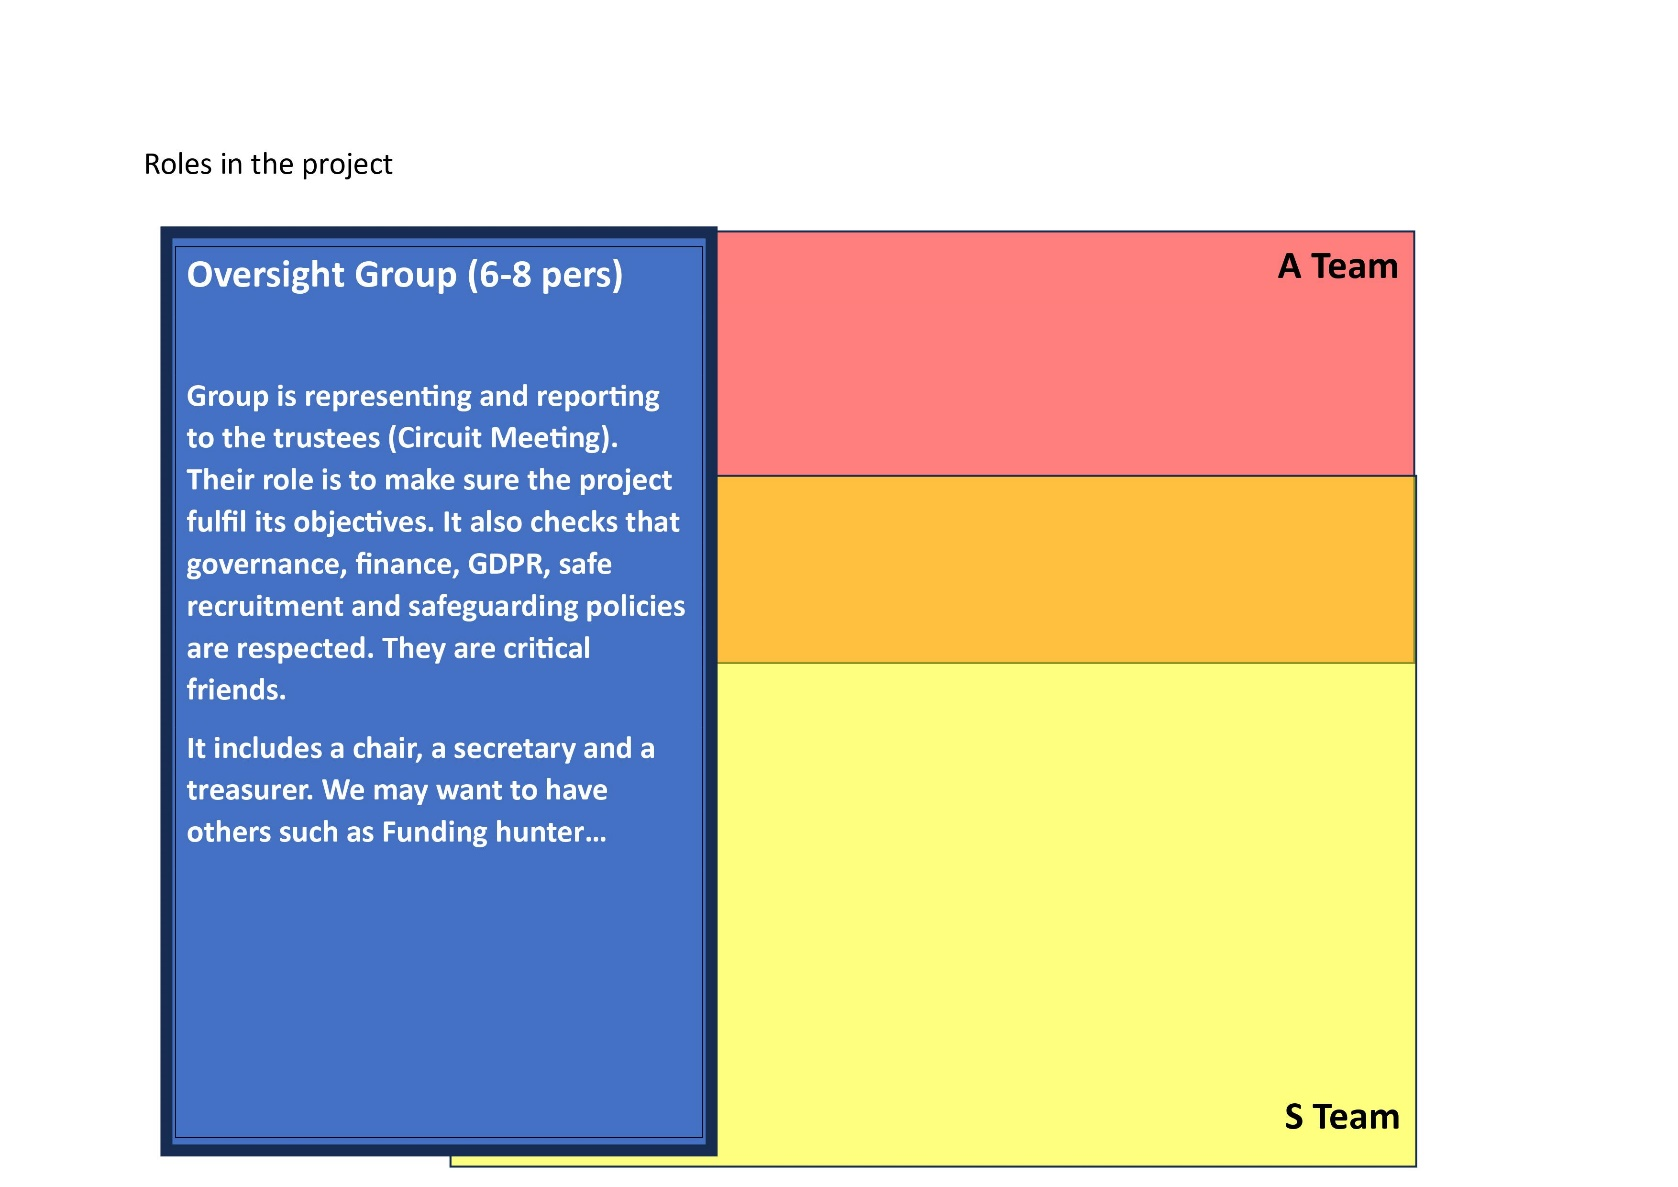 Roles in the project
Oversight Group (6-8 pers)
A Team
Group is representing and reporting
to the trustees (Circuit Meeting).
Their role is to make sure the project
fulfil its objectives. It also checks that
governance, finance, GDPR, safe
recruitment and safeguarding policies
are respected. They are critical
friends.
It includes a chair, a secretary and a
treasurer. We may want to have
others such as Funding hunter…
S Team